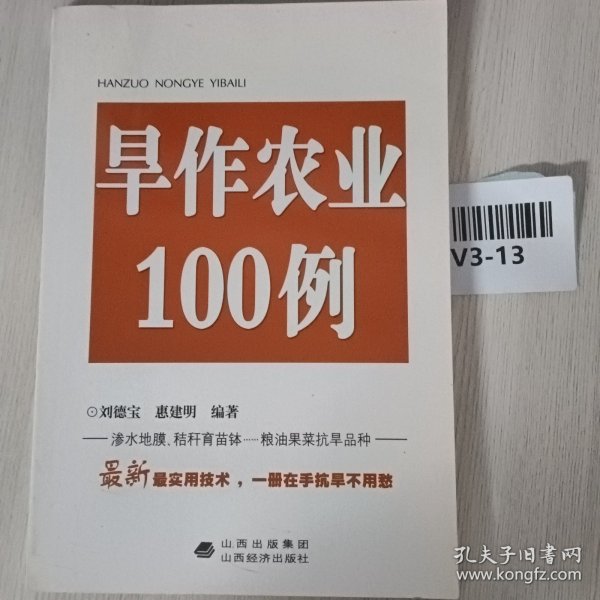 HANZUO NONGYE YIBAILI
旱作农业
100例
⊙刘德宝 惠建明 编著
渗水地膜、秸秆育苗钵……粮油果菜抗旱品种
最新最实用技术，一册在手抗旱不用愁
山西出版集团
山西经济出版社
V3-13
孔夫子旧书网
www.kongfz.com